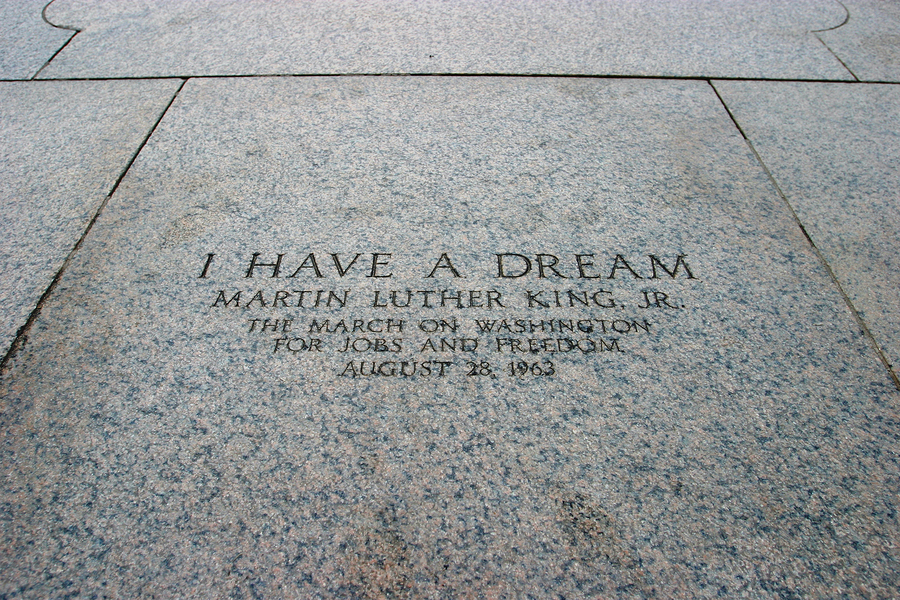 I HAVE A DREAM
MARTIN LUTHER KING, JR.
THE MARCH ON WASHINGTON
FOR JOBS AND FREEDOM
AUGUST 28, 1963